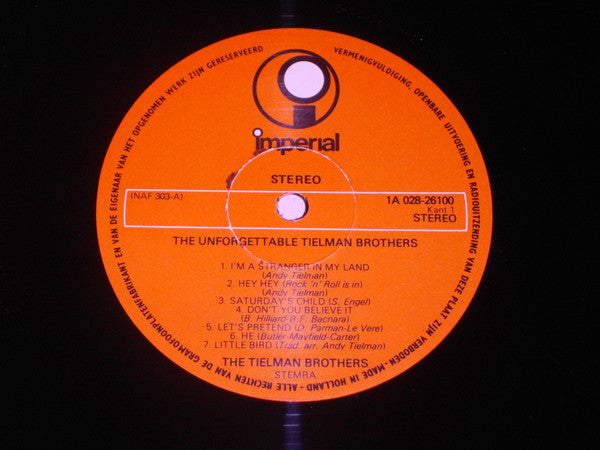 ALLE RECHTEN VAN DE GRAMOFOONPLATENFABRIKANT EN VAN DE EIGENAAR VAN HET OPGENOMEN WERK ZIJN GERESERVEERD
VERMENIGVULDIGING, OPENBARE UITVOERING EN RADIOUITZENDING VAN DEZE PLAAT ZIJN VERBODEN - MADE IN HOLLAND -
imperial
STEREO
(NAF 303-A)
1A 028-26100
Kant 1
STEREO
THE UNFORGETTABLE TIELMAN BROTHERS
1. I'M A STRANGER IN MY LAND
(Andy Tielman)
2. HEY HEY (Rock 'n' Roll is in)
(Andy Tielman)
3. SATURDAY'S CHILD (S. Engel)
4. DON'T YOU BELIEVE IT
(B. Hilliard-B.F. Bacnara)
5. LET'S PRETEND (D. Parman-Le Vere)
6. HE (Butler-Mayfield-Carter)
7. LITTLE BIRD (Trad. arr. Andy Tielman)
THE TIELMAN BROTHERS
STEMRA